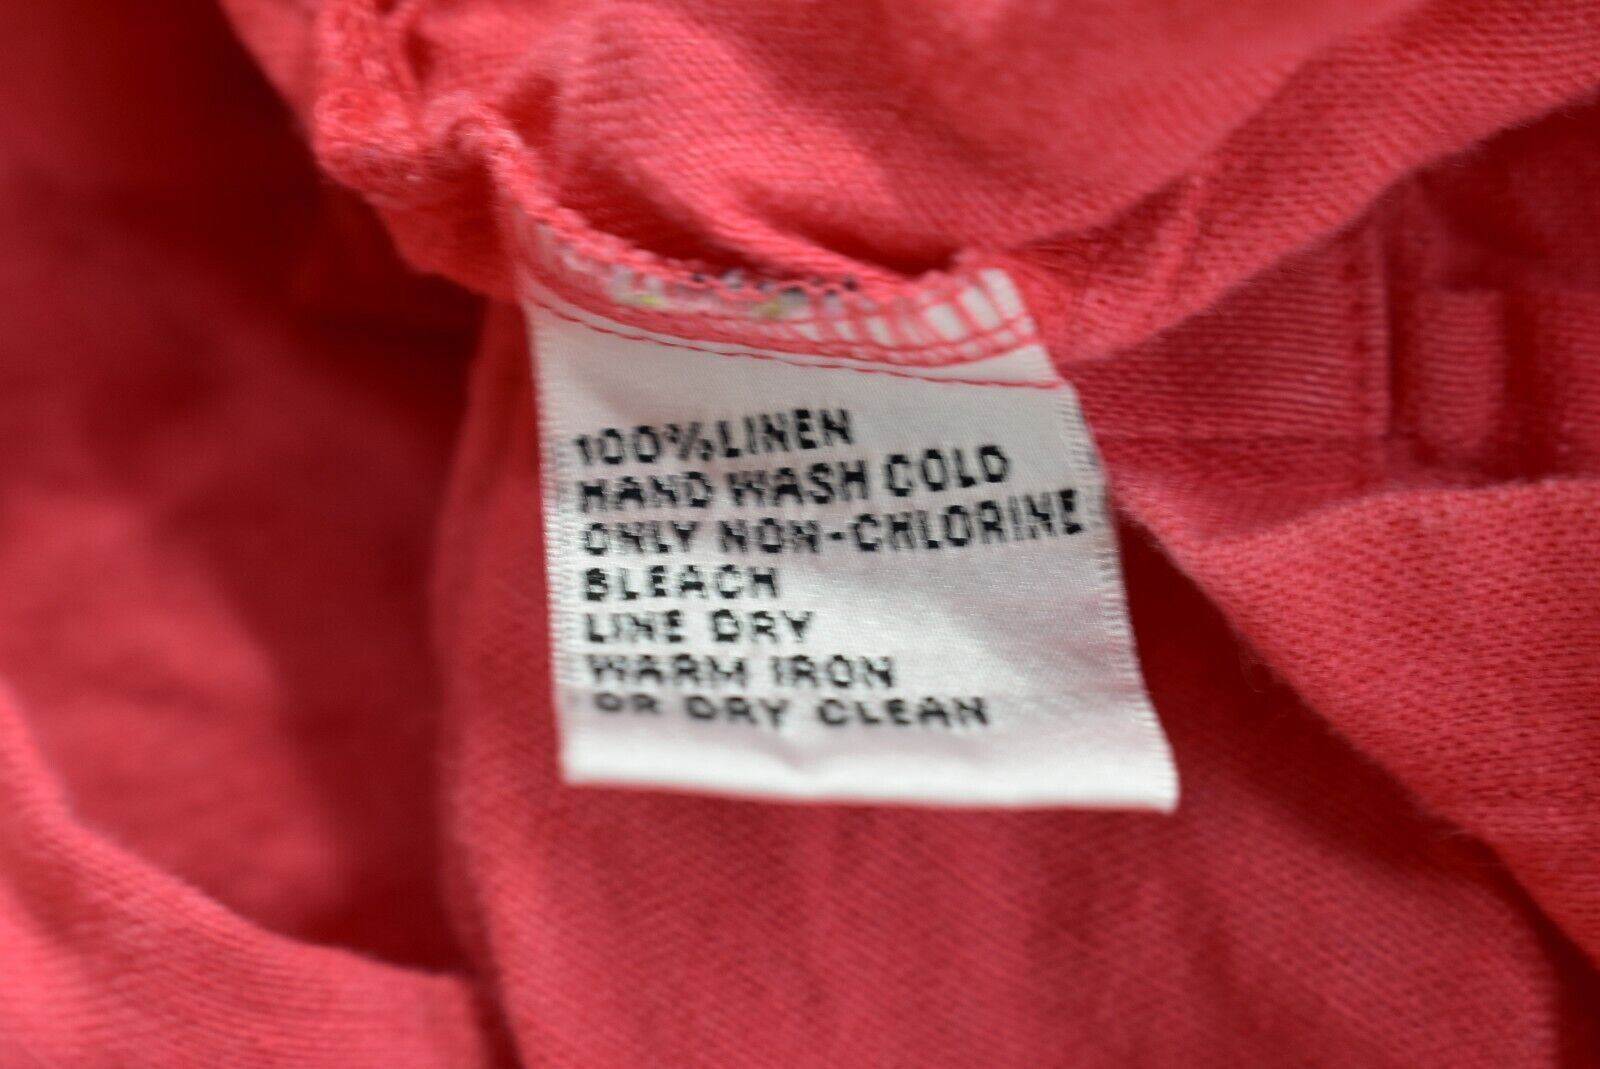 100%LINEN
HAND WASH COLD
ONLY NON-CHLORINE
BLEACH
LINE DRY
WARM IRON
OR DRY CLEAN